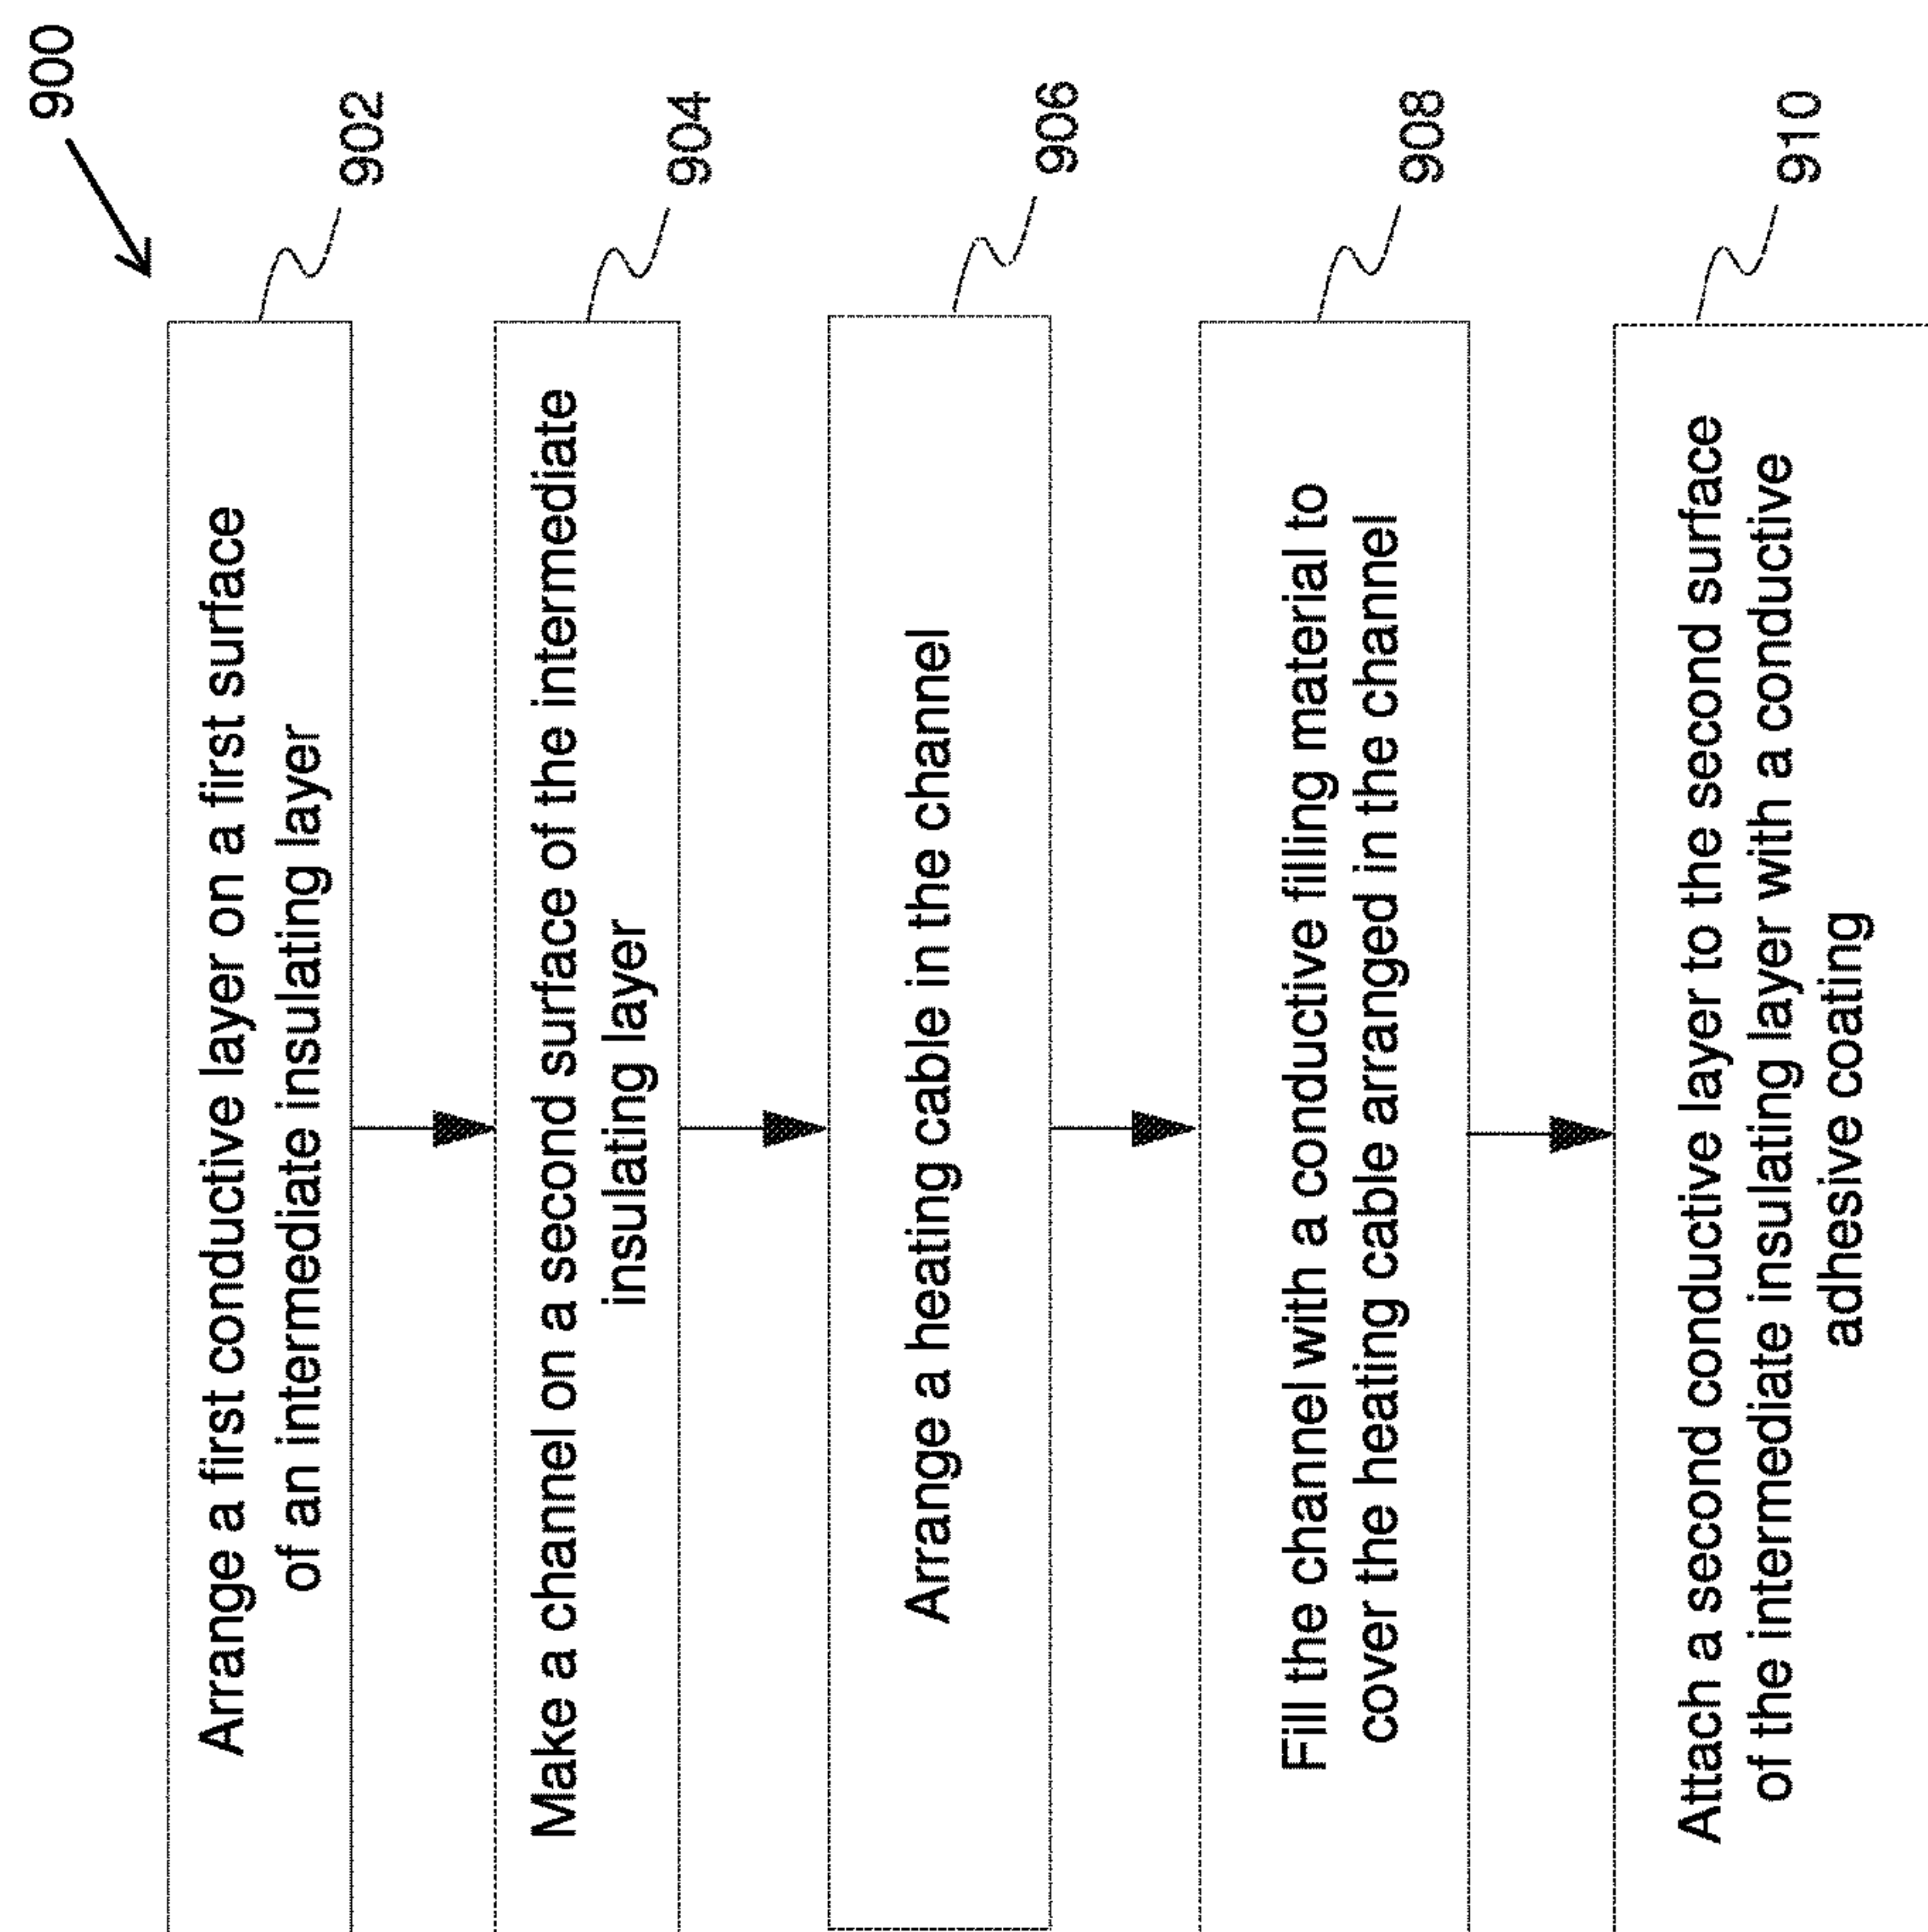 900
Arrange a first conductive layer on a first surface
of an intermediate insulating layer
902
Make a channel on a second surface of the intermediate
insulating layer
904
Arrange a heating cable in the channel
906
Fill the channel with a conductive filling material to
cover the heating cable arranged in the channel
908
Attach a second conductive layer to the second surface
of the intermediate insulating layer with a conductive
adhesive coating
910